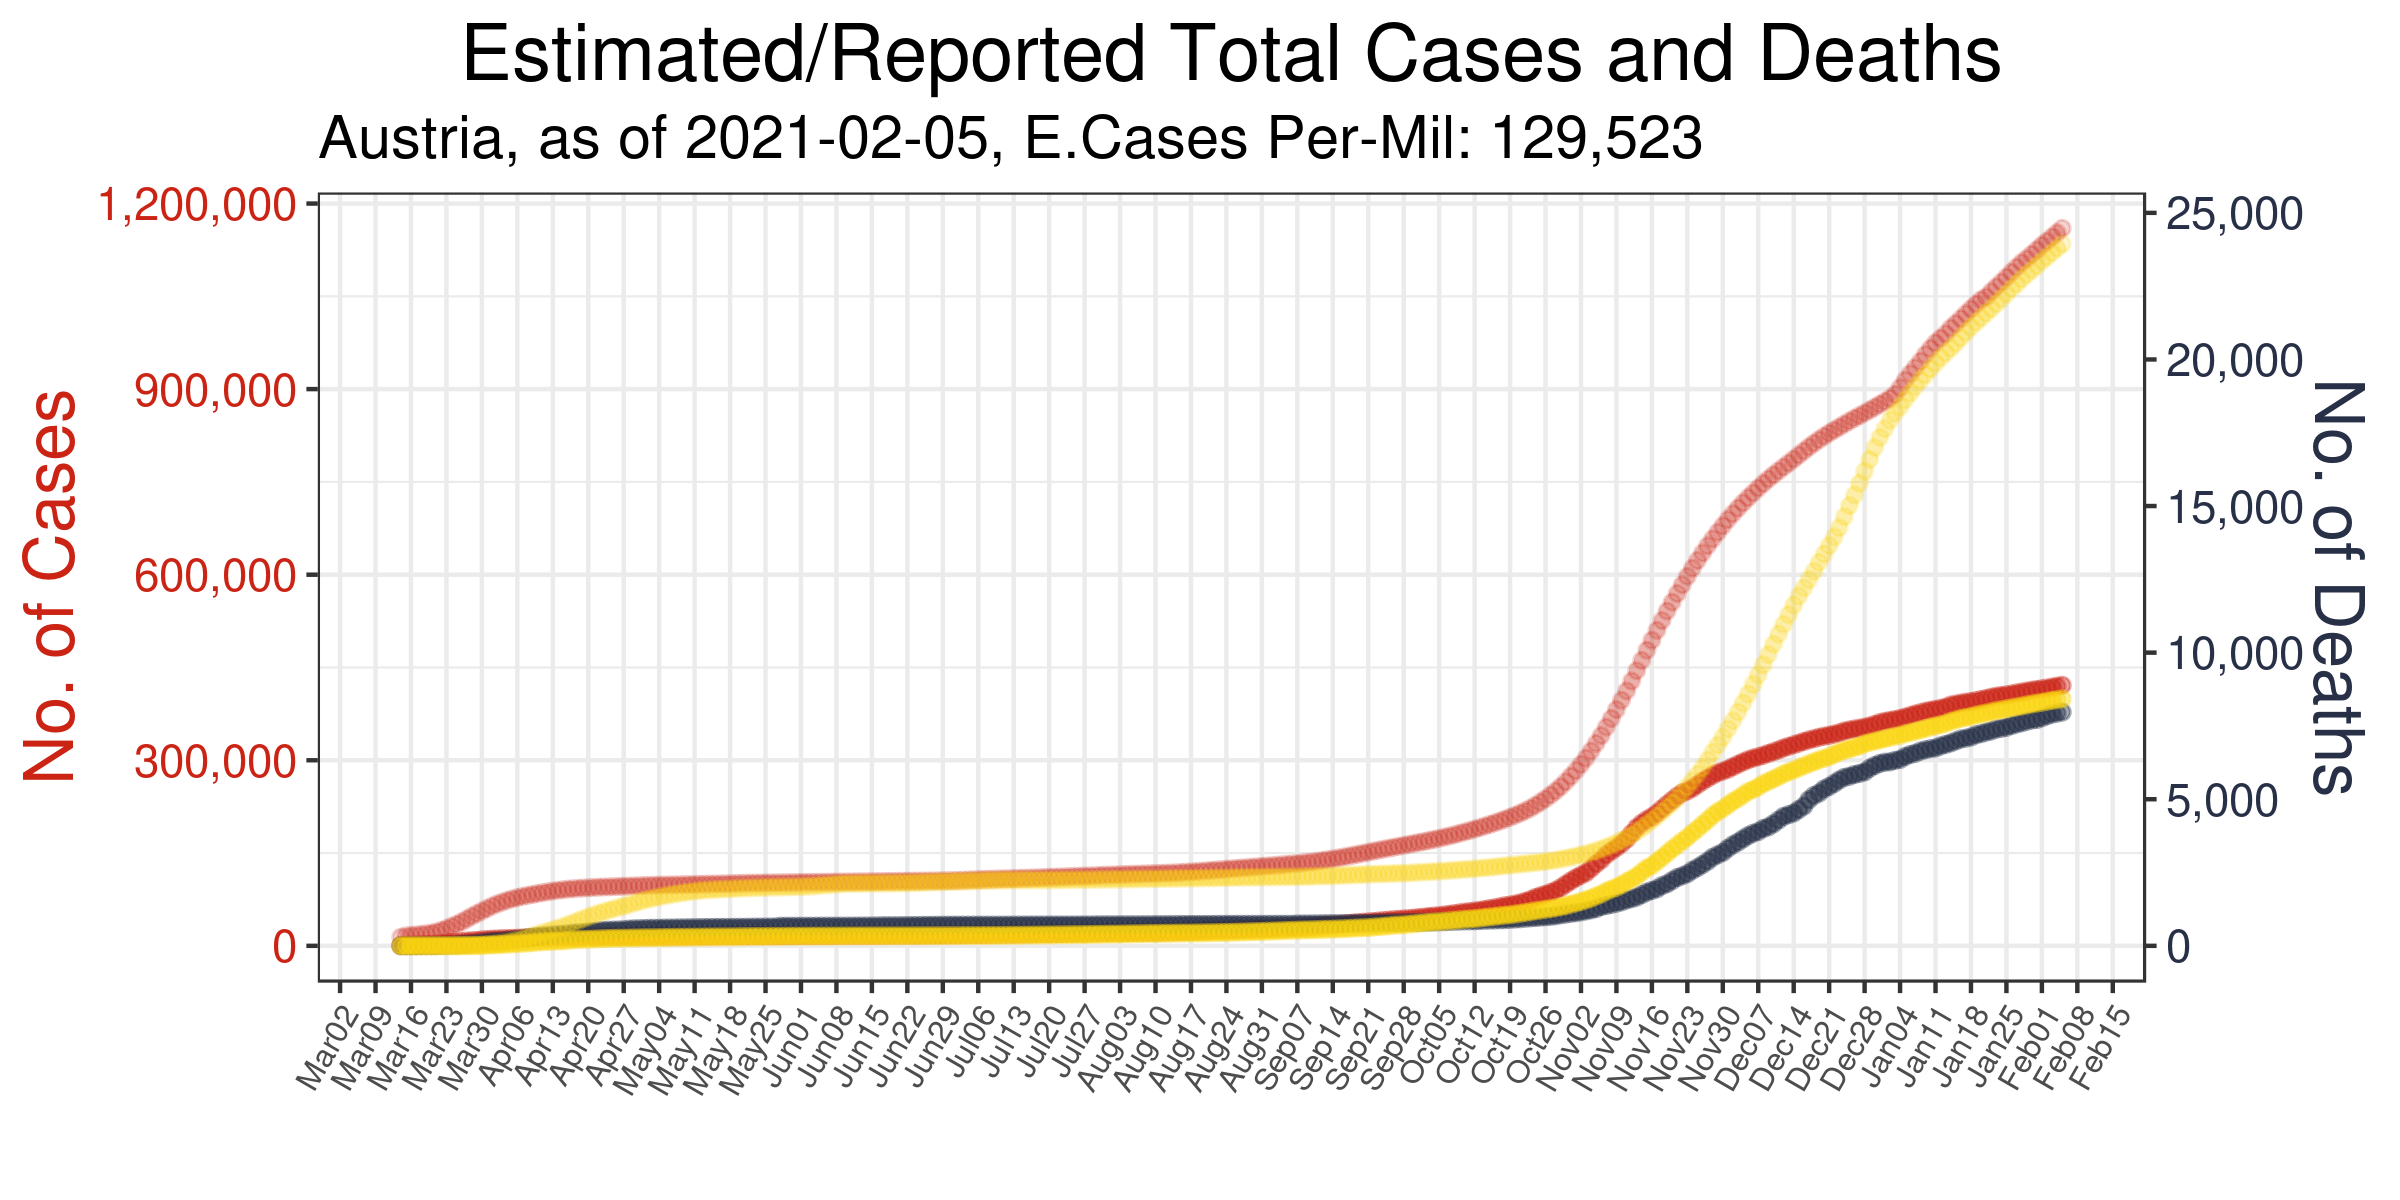 Estimated/Reported Total Cases and Deaths
Austria, as of 2021-02-05, E.Cases Per-Mil: 129,523
No. of Cases
1,200,000
900,000
600,000
300,000
0
25,000
20,000
15,000
10,000
5,000
0
No. of Deaths
Mar02
Mar09
Mar16
Mar23
Mar30
Apr06
Apr13
Apr20
Apr27
May04
May11
May18
May25
Jun01
Jun08
Jun15
Jun22
Jun29
Jul06
Jul13
Jul20
Jul27
Aug03
Aug10
Aug17
Aug24
Aug31
Sep07
Sep14
Sep21
Sep28
Oct05
Oct12
Oct19
Oct26
Nov02
Nov09
Nov16
Nov23
Nov30
Dec07
Dec14
Dec21
Dec28
Jan04
Jan11
Jan18
Jan25
Feb01
Feb08
Feb15